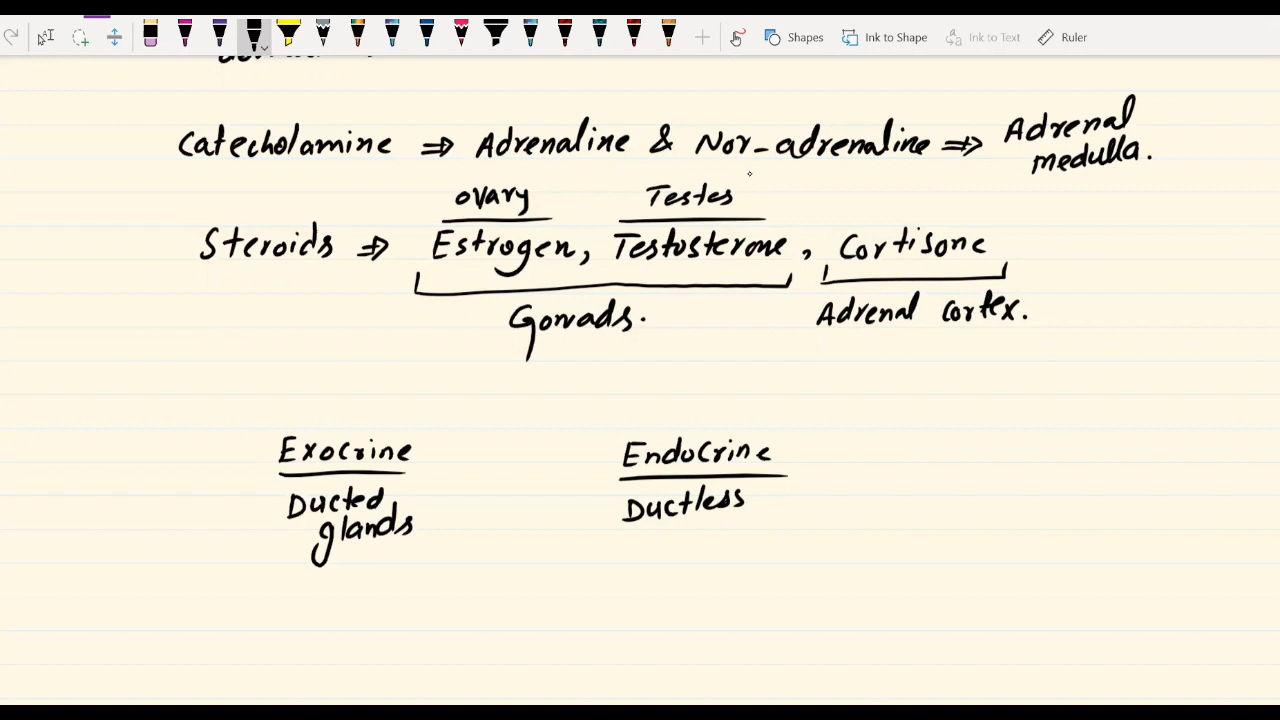 Shapes Ink to Shape Ink to Text Ruler
Catecholamine ⇒ Adrenaline & Nor-adrenaline ⇒ Adrenal
medulla.
Ovary Testes
Steroids ⇒ Estrogen, Testosterone, Cortisone
Gonads. Adrenal Cortex.
Exocrine Endocrine
Ducted Ductless
glands